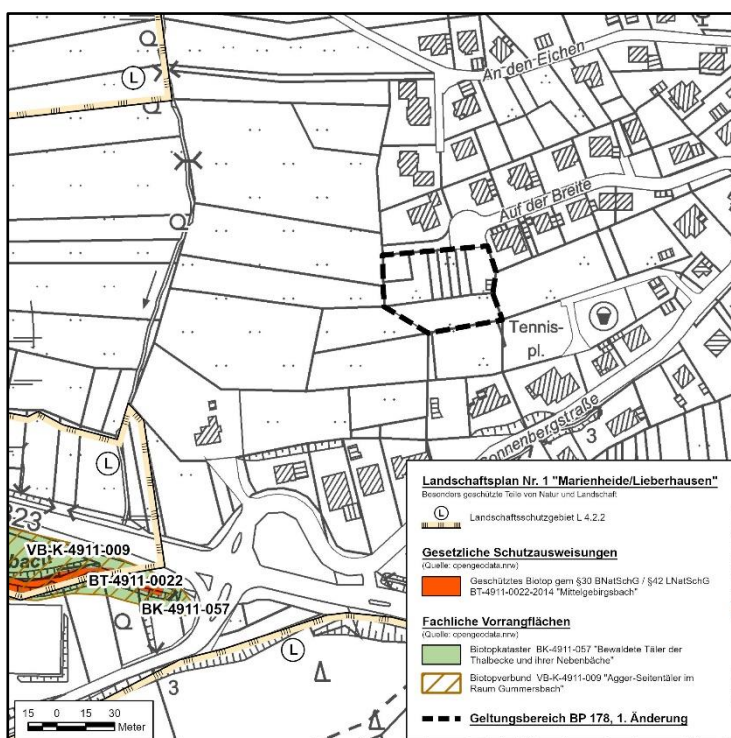 An den Eichen
L
Auf der Breite
Tennis-
pl.
Sonnenbergstraße
3
L
VB-K-4911-009
bach
BT-4911-0022
BK-4911-057
L
3
15 0 15 30
Meter
Landschaftsplan Nr. 1 "Marienheide/Lieberhausen"
Besonders geschützte Teile von Natur und Landschaft
L
Landschaftsschutzgebiet L 4.2.2
Gesetzliche Schutzausweisungen
(Quelle: opengeodata.nrw)
Geschütztes Biotop gem §30 BNatSchG / §42 LNatSchG
BT-4911-0022-2014 "Mittelgebirgsbach"
Fachliche Vorrangflächen
(Quelle: opengeodata.nrw)
Biotopkataster BK-4911-057 "Bewaldete Täler der
Thalbecke und ihrer Nebenbäche"
Biotopverbund VB-K-4911-009 "Agger-Seitentäler im
Raum Gummersbach"
Geltungsbereich BP 178, 1. Änderung